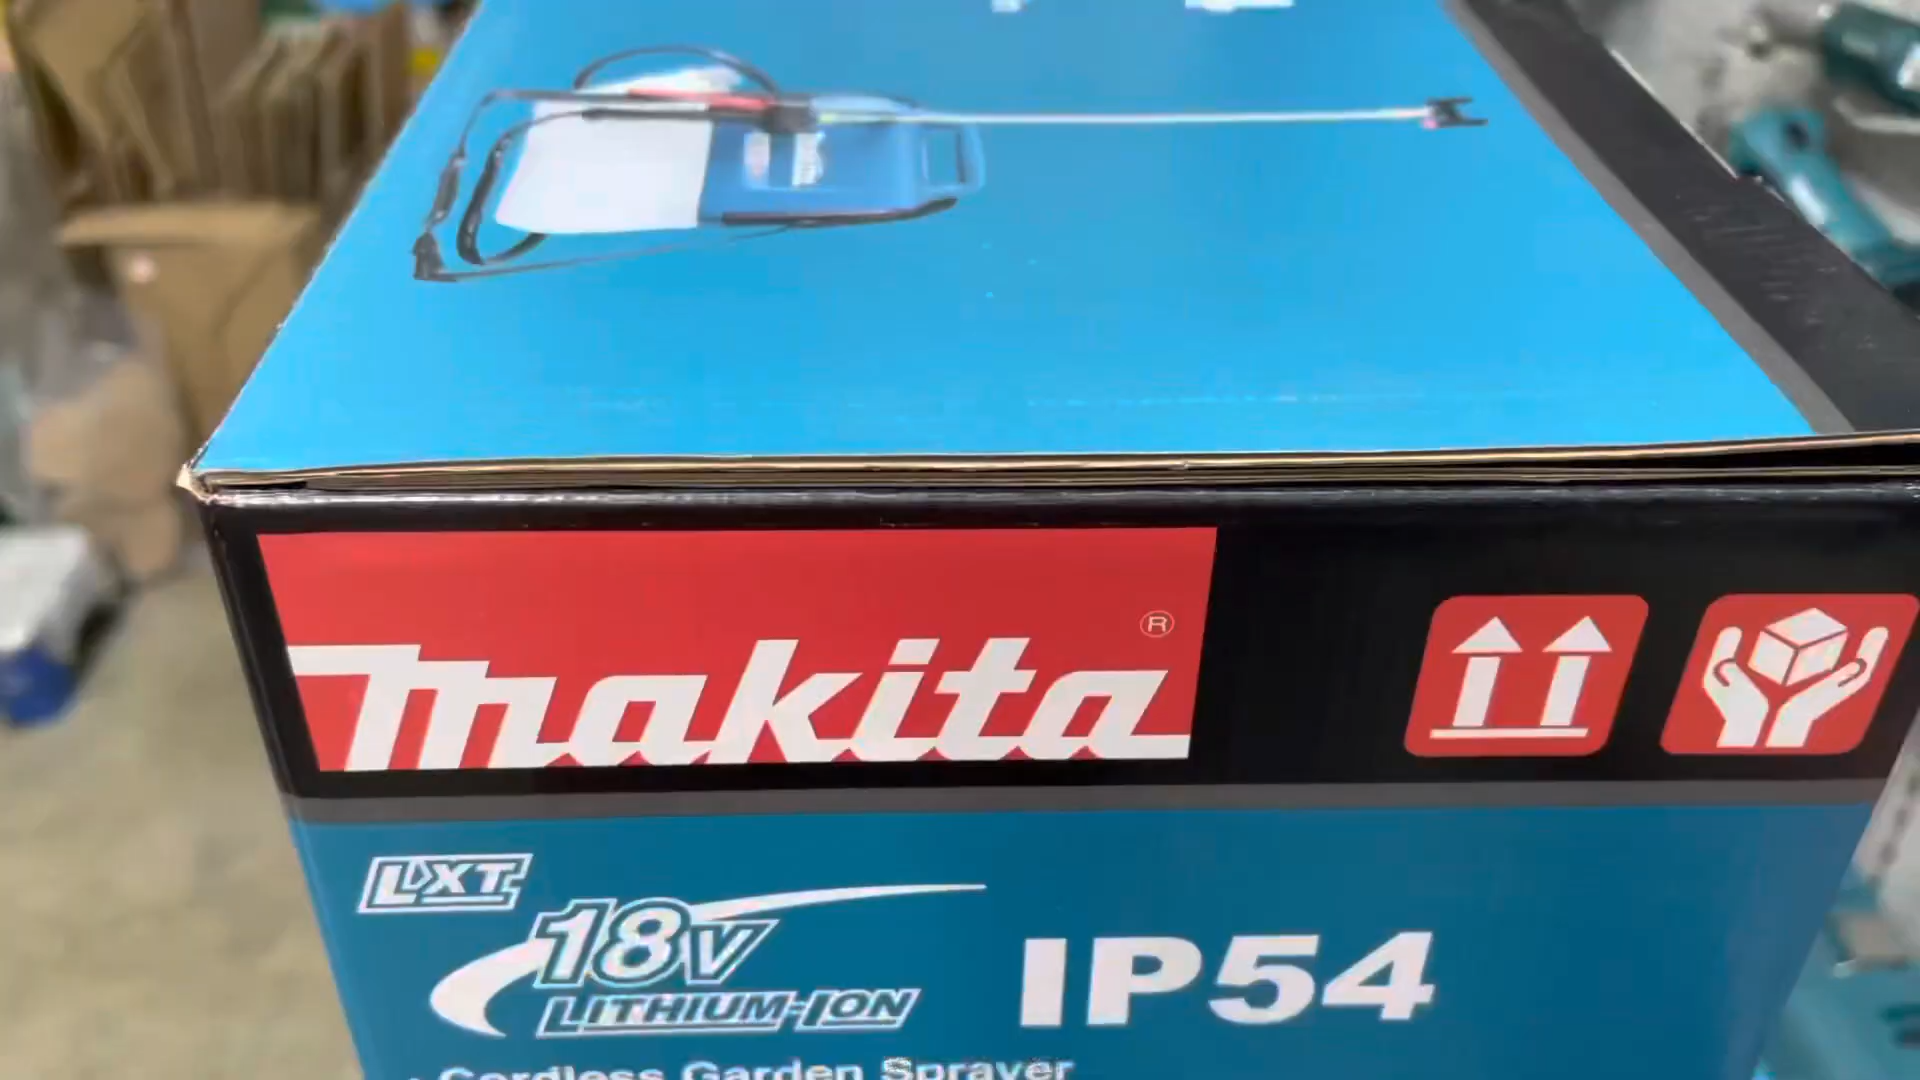 makita®
LXT
18V
LITHIUM-ION
IP54
Cordless Garden Sprayer